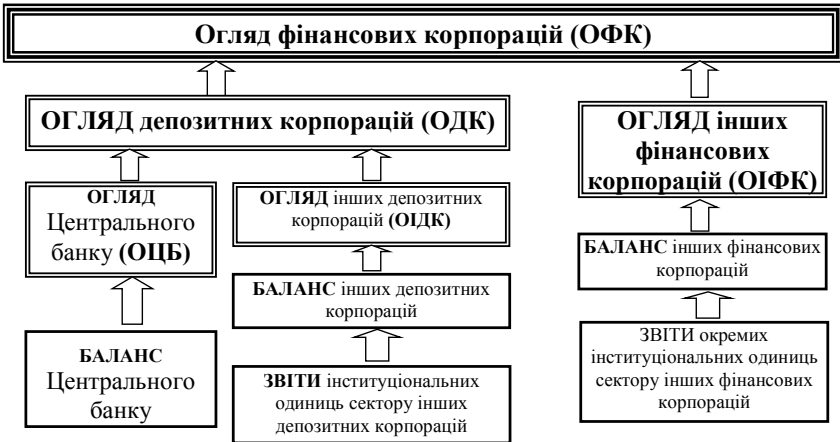 Огляд фінансових корпорацій (ОФК)
ОГЛЯД депозитних корпорацій (ОДК)
ОГЛЯД інших
фінансових
корпорацій (ОІФК)
ОГЛЯД
Центрального
банку (ОЦБ)
ОГЛЯД інших депозитних
корпорацій (ОІДК)
БАЛАНС інших фінансових
корпорацій
БАЛАНС інших депозитних
корпорацій
БАЛАНС
Центрального
банку
ЗВІТИ інституціональних
одиниць сектору інших
депозитних корпорацій
ЗВІТИ окремих
інституціональних одиниць
сектору інших фінансових
корпорацій